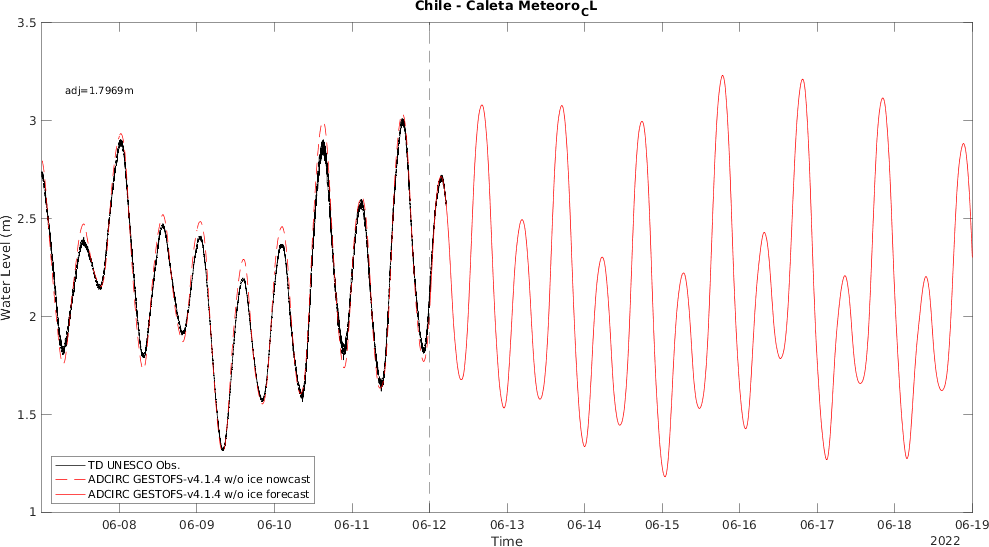 Chile - Caleta Meteoro_CL
3.5
adj=1.7969m
3
2.5
Water Level (m)
2
1.5
TD UNESCO Obs.
ADCIRC GESTOFS-v4.1.4 w/o ice nowcast
ADCIRC GESTOFS-v4.1.4 w/o ice forecast
1
06-08 06-09 06-10 06-11 06-12 06-13 06-14 06-15 06-16 06-17 06-18 06-19
Time
2022